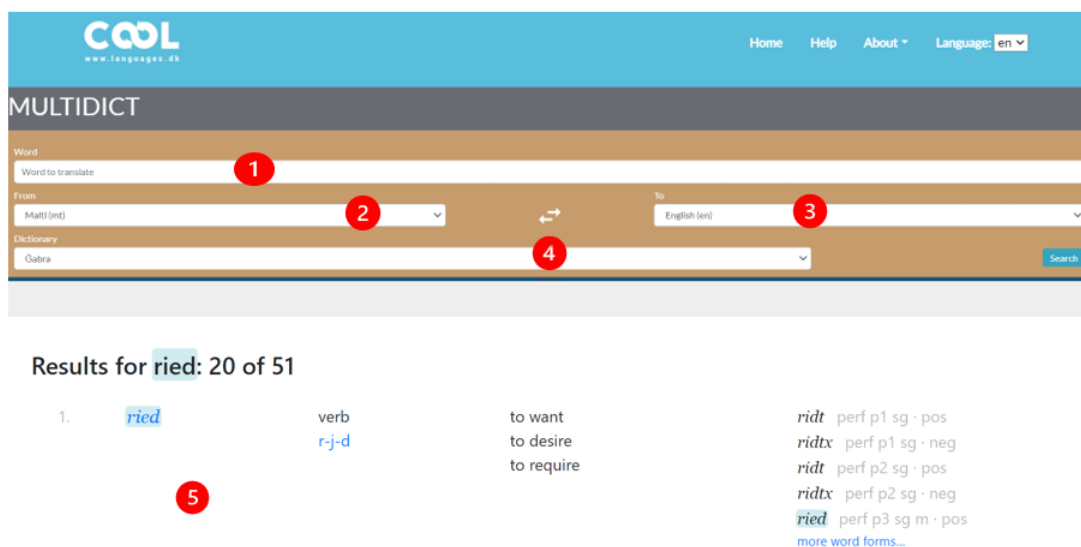 COOL
www.languages.dk
Home Help About Language: en
MULTIDICT
Word
Word to translate
1
From To
Malti (mt) 2 English (en) 3
Dictionary
Ġabra 4 Search
Results for ried: 20 of 51
1. ried verb to want ridt perf p1 sg · pos
r-j-d to desire ridtx perf p1 sg · neg
to require ridt perf p2 sg · pos
5 ridtx perf p2 sg · neg
ried perf p3 sg m · pos
more word forms...